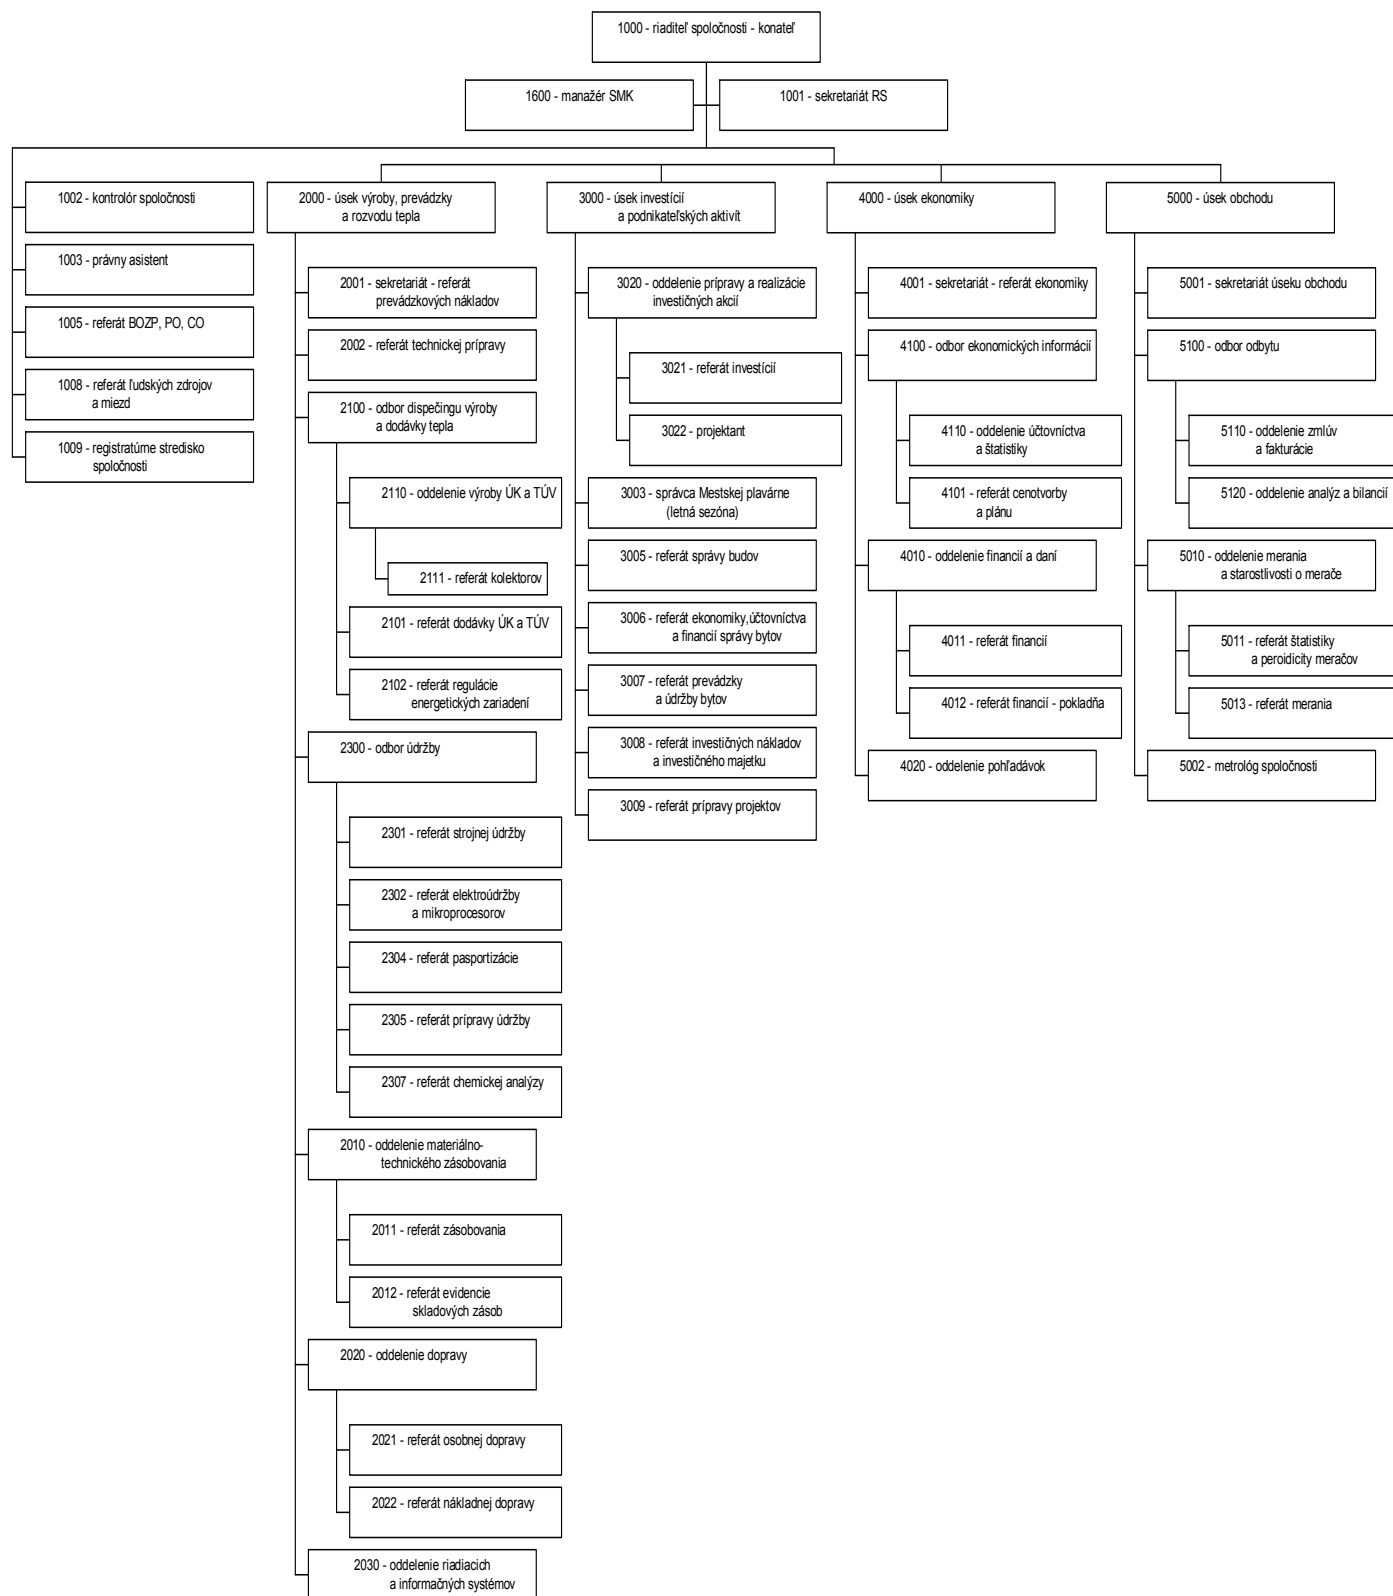 1000 - riaditeľ spoločnosti - konateľ
1600 - manažér SMK
1001 - sekretariát RS
1002 - kontrolór spoločnosti
1003 - právny asistent
1005 - referát BOZP, PO, CO
1008 - referát ľudských zdrojov
a miezd
1009 - registratúrne stredisko
spoločnosti
2000 - úsek výroby, prevádzky
a rozvodu tepla
2001 - sekretariát - referát
prevádzkových nákladov
2002 - referát technickej prípravy
2100 - odbor dispečingu výroby
a dodávky tepla
2110 - oddelenie výroby ÚK a TÚV
2111 - referát kolektorov
2101 - referát dodávky ÚK a TÚV
2102 - referát regulácie
energetických zariadení
2300 - odbor údržby
2301 - referát strojnej údržby
2302 - referát elektroúdržby
a mikroprocesorov
2304 - referát pasportizácie
2305 - referát prípravy údržby
2307 - referát chemickej analýzy
2010 - oddelenie materiálno-
technického zásobovania
2011 - referát zásobovania
2012 - referát evidencie
skladových zásob
2020 - oddelenie dopravy
2021 - referát osobnej dopravy
2022 - referát nákladnej dopravy
2030 - oddelenie riadiacich
a informačných systémov
3000 - úsek investícií
a podnikateľských aktivít
3020 - oddelenie prípravy a realizácie
investičných akcií
3021 - referát investícií
3022 - projektant
3003 - správca Mestskej plavárne
(letná sezóna)
3005 - referát správy budov
3006 - referát ekonomiky,účtovníctva
a financií správy bytov
3007 - referát prevádzky
a údržby bytov
3008 - referát investičných nákladov
a investičného majetku
3009 - referát prípravy projektov
4000 - úsek ekonomiky
4001 - sekretariát - referát ekonomiky
4100 - odbor ekonomických informácií
4110 - oddelenie účtovníctva
a štatistiky
4101 - referát cenotvorby
a plánu
4010 - oddelenie financií a daní
4011 - referát financií
4012 - referát financií - pokladňa
4020 - oddelenie pohľadávok
5000 - úsek obchodu
5001 - sekretariát úseku obchodu
5100 - odbor odbytu
5110 - oddelenie zmlúv
a fakturácie
5120 - oddelenie analýz a bilancií
5010 - oddelenie merania
a starostlivosti o merače
5011 - referát štatistiky
a peroidicity meračov
5013 - referát merania
5002 - metrológ spoločnosti